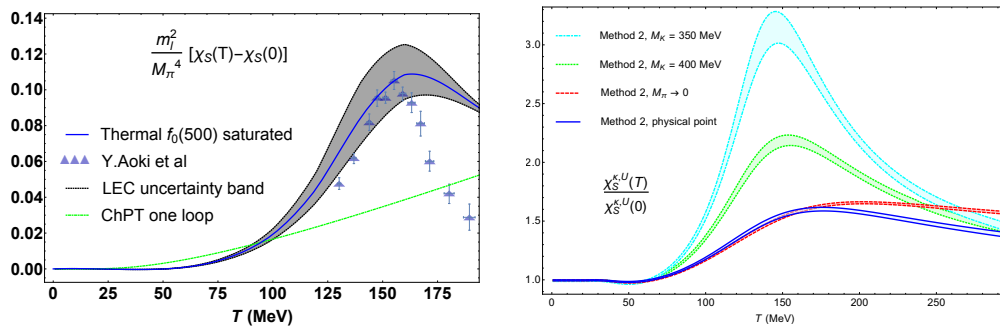 m_l^2 / M_π^4 [χ_S(T)−χ_S(0)]
0.14
0.12
0.10
0.08
0.06
0.04
0.02
0.00
Thermal f_0(500) saturated
Y.Aoki et al
LEC uncertainty band
ChPT one loop
0 25 50 75 100 125 150 175
T (MeV)
Method 2, M_K = 350 MeV
Method 2, M_K = 400 MeV
Method 2, M_π → 0
Method 2, physical point
χ_S^{κ,U}(T) / χ_S^{κ,U}(0)
3.0
2.5
2.0
1.5
1.0
0 50 100 150 200 250
T (MeV)